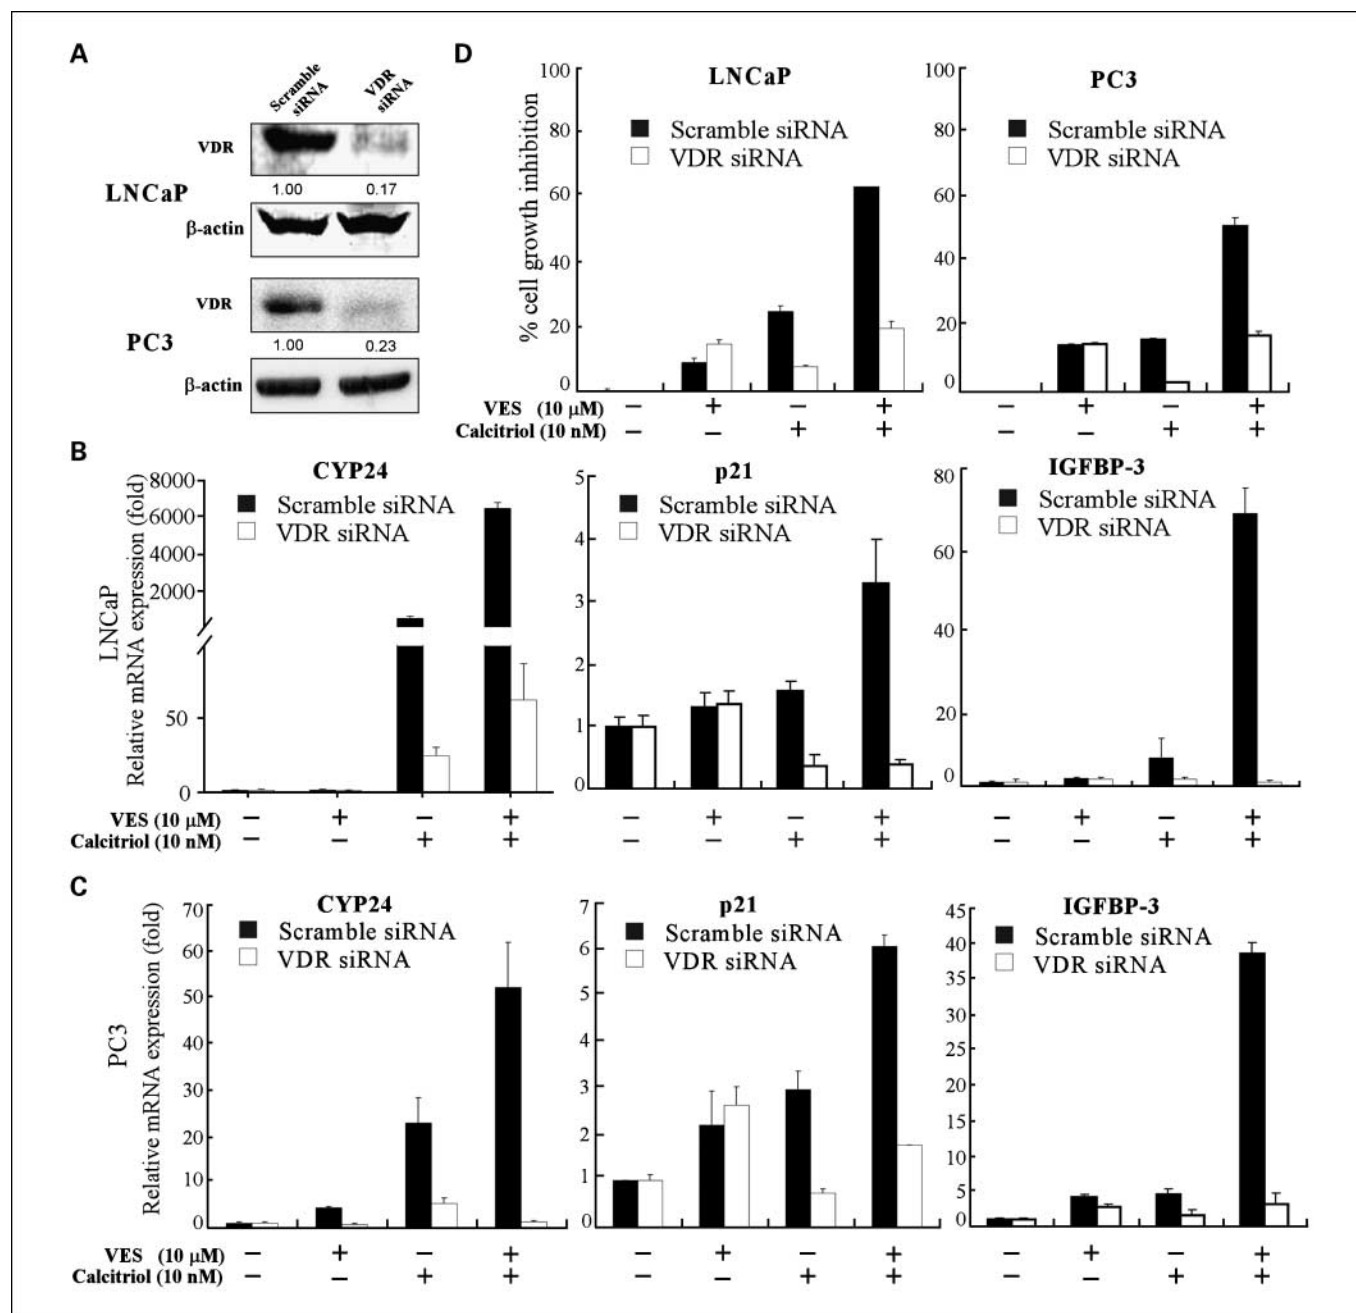 A
Scramble siRNA
VDR siRNA
VDR
LNCaP
1.00 0.17
β-actin
VDR
PC3
1.00 0.23
β-actin
D
LNCaP
% cell growth inhibition
100
80
60
40
20
0
Scramble siRNA
VDR siRNA
PC3
100
80
60
50
40
20
0
Scramble siRNA
VDR siRNA
VES (10 μM) – + – + – + – +
Calcitriol (10 nM) – – + + – – + +
B
LNCaP
Relative mRNA expression (fold)
CYP24
8000
6000
4000
2000
50
0
Scramble siRNA
VDR siRNA
p21
5
4
3
2
1
0
Scramble siRNA
VDR siRNA
IGFBP-3
80
60
40
20
0
Scramble siRNA
VDR siRNA
VES (10 μM) – + – + – + – + – + – +
Calcitriol (10 nM) – – + + – – + + – – + +
C
PC3
Relative mRNA expression (fold)
CYP24
70
60
50
40
30
20
10
0
Scramble siRNA
VDR siRNA
p21
7
6
5
4
3
2
1
0
Scramble siRNA
VDR siRNA
IGFBP-3
45
40
35
30
25
20
15
10
5
0
Scramble siRNA
VDR siRNA
VES (10 μM) – + – + – + – + – + – +
Calcitriol (10 nM) – – + + – – + + – – + +